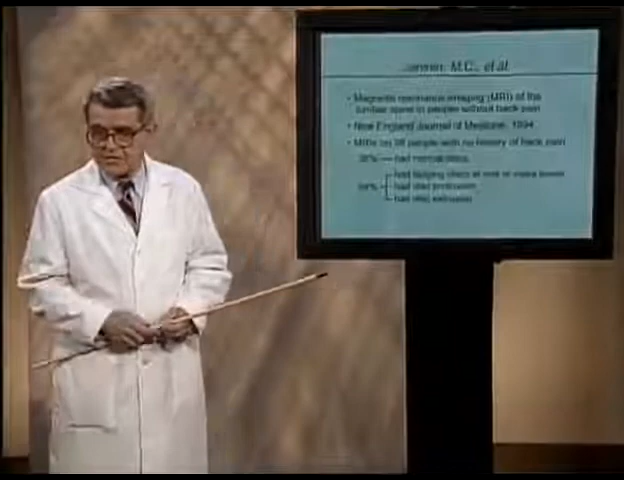 M.C., et al
• Magnetic resonance imaging (MRI) of the
lumbar spine in people without back pain
• New England Journal of Medicine, 1994
• MRIs on 98 people with no history of back pain
had normal discs
had bulging discs at one or more levels
had disc protrusion
had disc extrusion